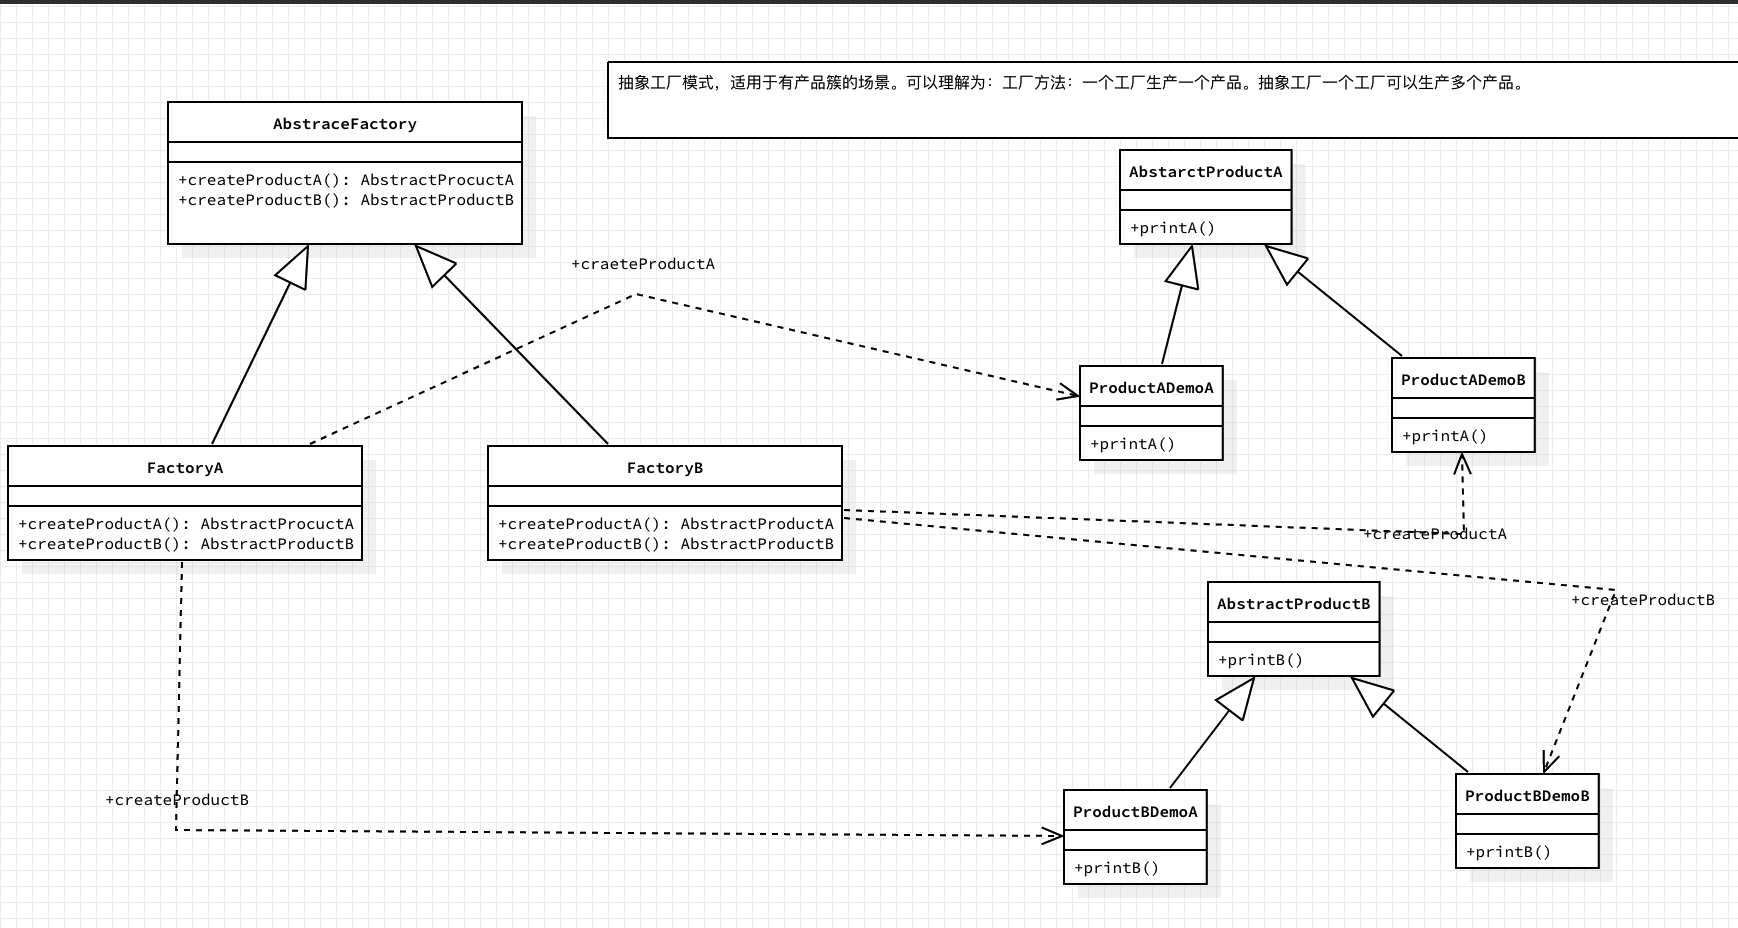 抽象工厂模式，适用于有产品簇的场景。可以理解为：工厂方法：一个工厂生产一个产品。抽象工厂一个工厂可以生产多个产品。
AbstraceFactory
+createProductA(): AbstractProcuctA
+createProductB(): AbstractProductB
AbstarctProductA
+printA()
+craeteProductA
ProductADemoA
+printA()
ProductADemoB
+printA()
FactoryA
+createProductA(): AbstractProcuctA
+createProductB(): AbstractProductB
FactoryB
+createProductA(): AbstractProductA
+createProductB(): AbstractProductB
+createProductA
+createProductB
AbstractProductB
+printB()
+createProductB
ProductBDemoA
+printB()
ProductBDemoB
+printB()